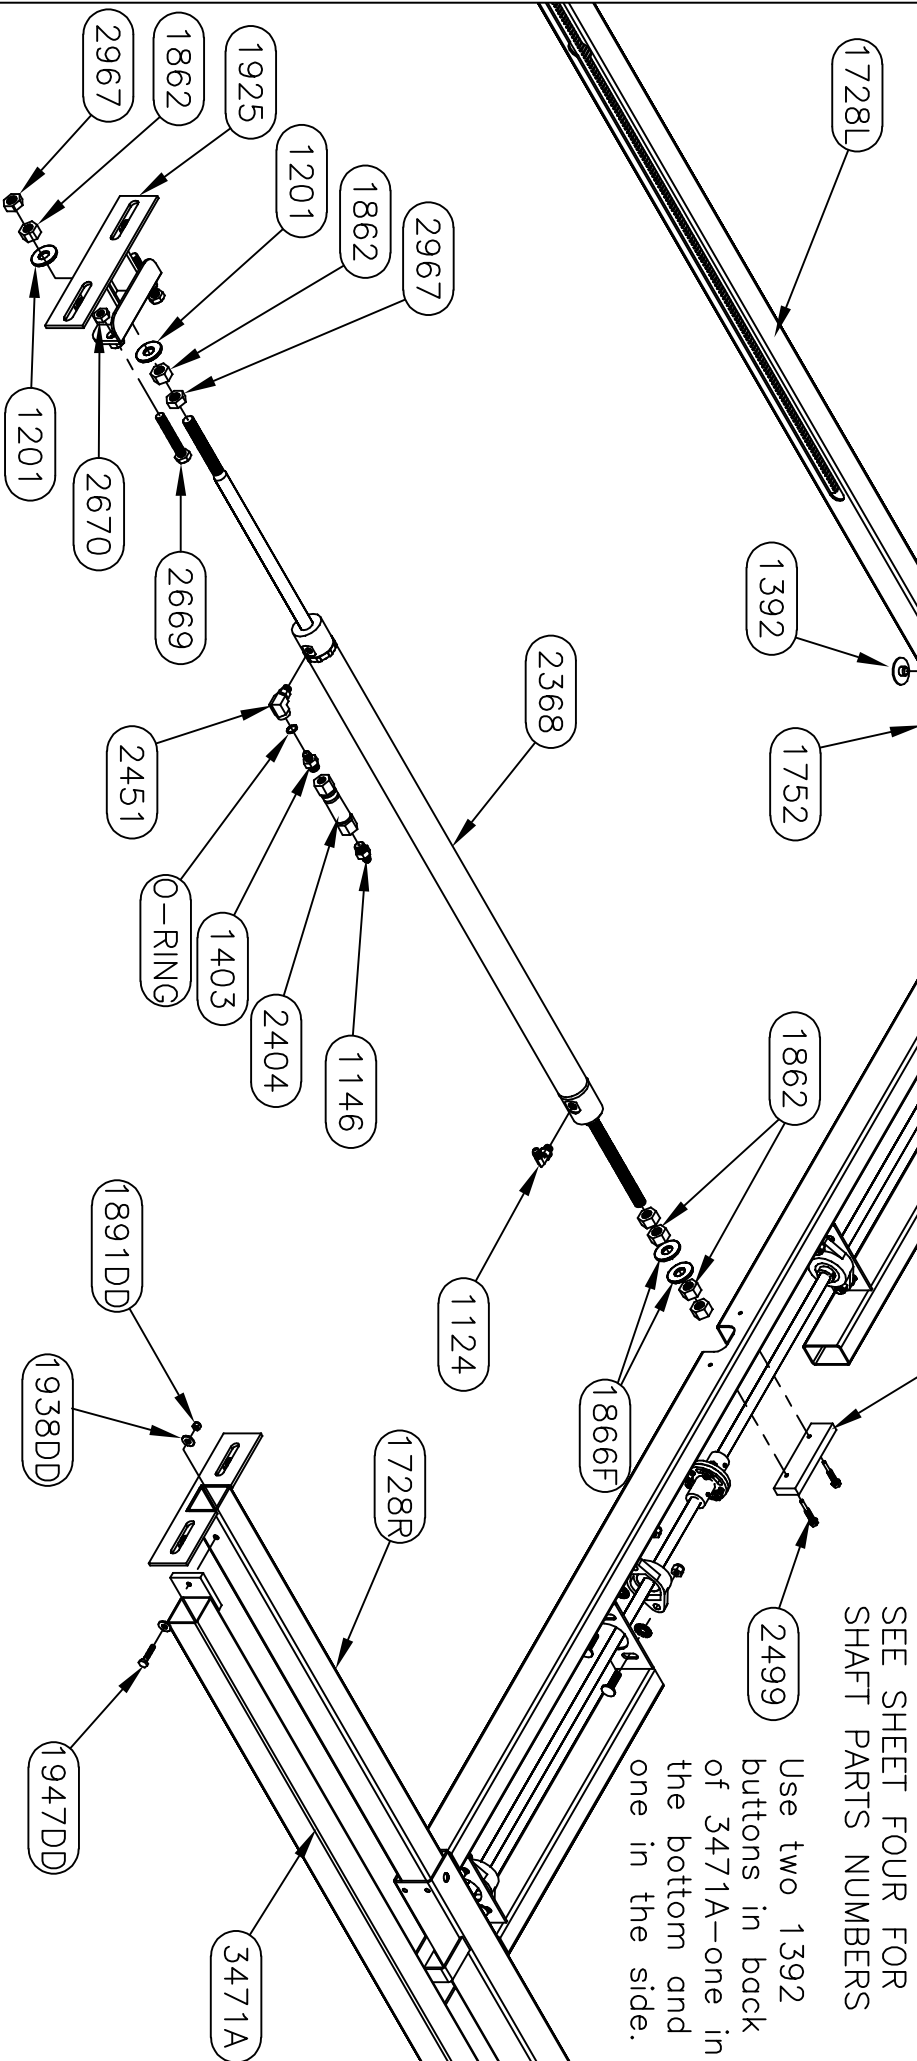 SEE SHEET FOUR FOR
SHAFT PARTS NUMBERS
Use two 1392
buttons in back
of 3471A-one in
the bottom and
one in the side.
1728L
1392
1752
2967
1862
1925
1201
1862
2967
1201
2670
2669
2368
2451
O-RING
1403
2404
1146
1862
1124
1866F
2499
1891DD
1938DD
1728R
1947DD
3471A